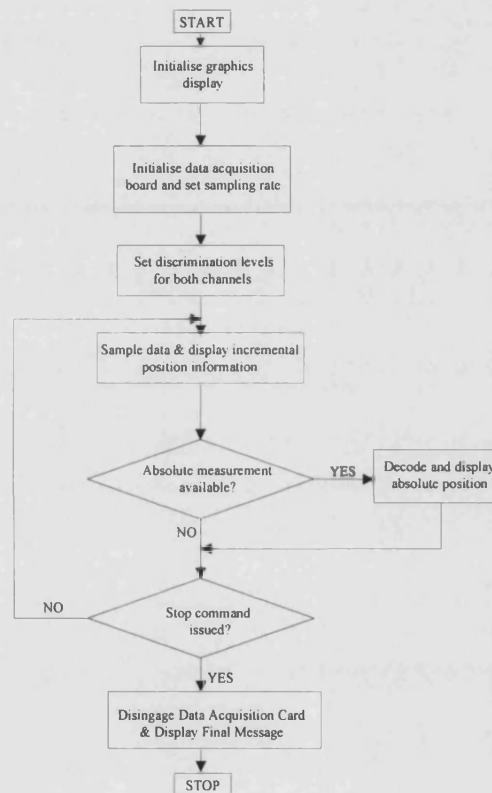 START
Initialise graphics
display
Initialise data acquisition
board and set sampling rate
Set discrimination levels
for both channels
Sample data & display incremental
position information
Absolute measurement
available?
YES
Decode and display
absolute position
NO
Stop command
issued?
NO
YES
Disingage Data Acquisition Card
& Display Final Message
STOP